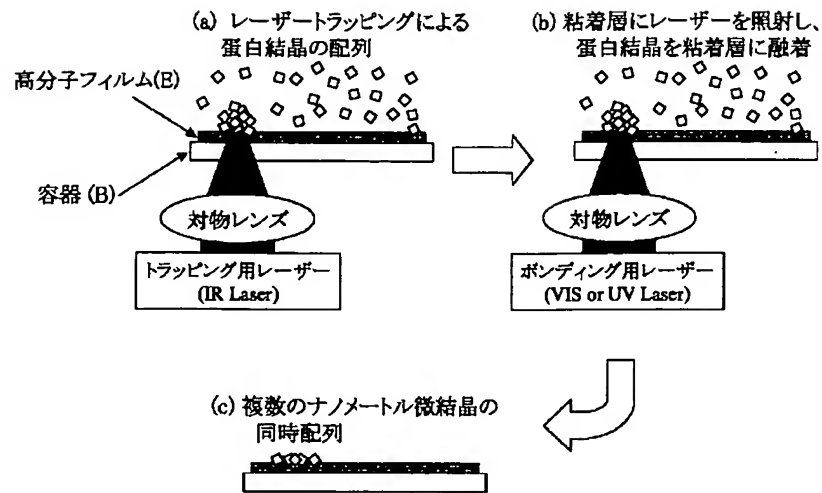 (a) レーザートラッピングによる
蛋白結晶の配列
(b) 粘着層にレーザーを照射し、
蛋白結晶を粘着層に融着
高分子フィルム(E)
容器(B)
対物レンズ
トラッピング用レーザー
(IR Laser)
対物レンズ
ボンディング用レーザー
(VIS or UV Laser)
(c) 複数のナノメートル微結晶の
同時配列